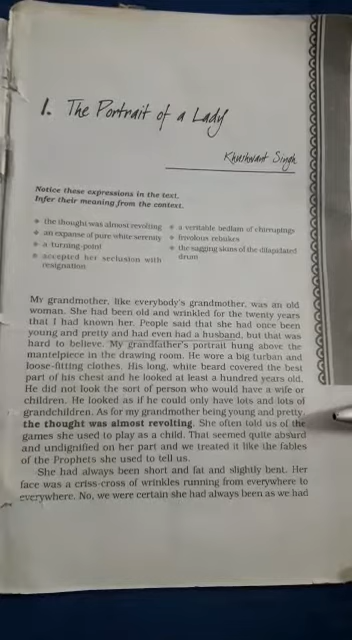 1. The Portrait of a Lady
Khushwant Singh
Notice these expressions in the text.
Infer their meaning from the context.
the thought was almost revolting
an expanse of pure white serenity
a turning-point
accepted her seclusion with
resignation
a veritable bedlam of chirrupings
frivolous rebukes
the sagging skins of the dilapidated
drum
My grandmother, like everybody's grandmother, was an old
woman. She had been old and wrinkled for the twenty years
that I had known her. People said that she had once been
young and pretty and had even had a husband, but that was
hard to believe. My grandfather's portrait hung above the
mantelpiece in the drawing room. He wore a big turban and
loose-fitting clothes. His long, white beard covered the best
part of his chest and he looked at least a hundred years old.
He did not look the sort of person who would have a wife or
children. He looked as if he could only have lots and lots of
grandchildren. As for my grandmother being young and pretty,
the thought was almost revolting. She often told us of the
games she used to play as a child. That seemed quite absurd
and undignified on her part and we treated it like the fables
of the Prophets she used to tell us.
She had always been short and fat and slightly bent. Her
face was a criss-cross of wrinkles running from everywhere to
everywhere. No, we were certain she had always been as we had